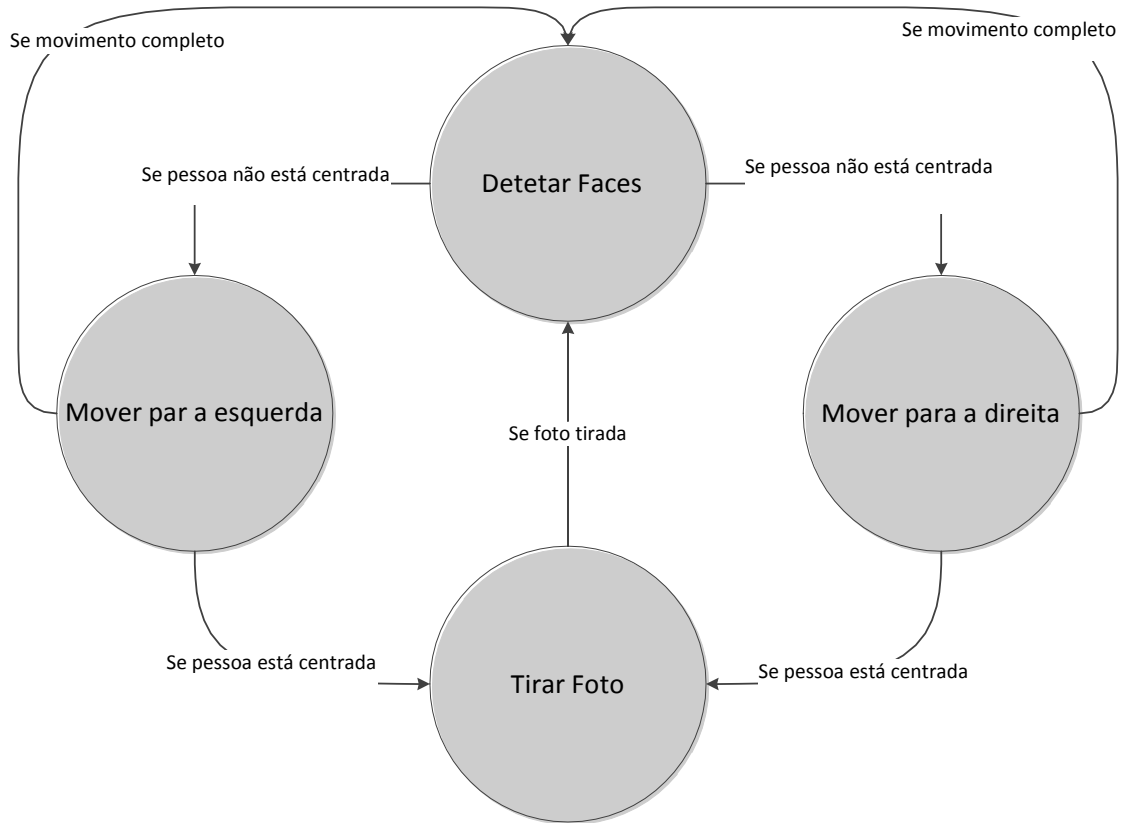 Se movimento completo
Se movimento completo
Se pessoa não está centrada
Detetar Faces
Se pessoa não está centrada
Mover par a esquerda
Se foto tirada
Mover para a direita
Se pessoa está centrada
Tirar Foto
Se pessoa está centrada